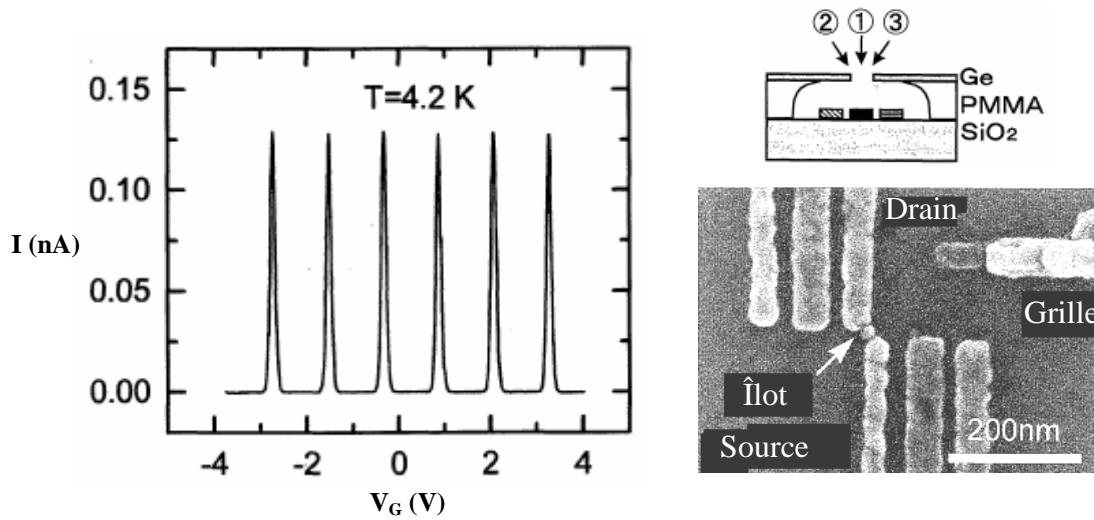 0.15
0.10
0.05
0.00
I (nA)
T=4.2 K
-4
-2
0
2
4
V_G (V)
② ① ③
Ge
PMMA
SiO₂
Drain
Grille
Îlot
Source
200nm